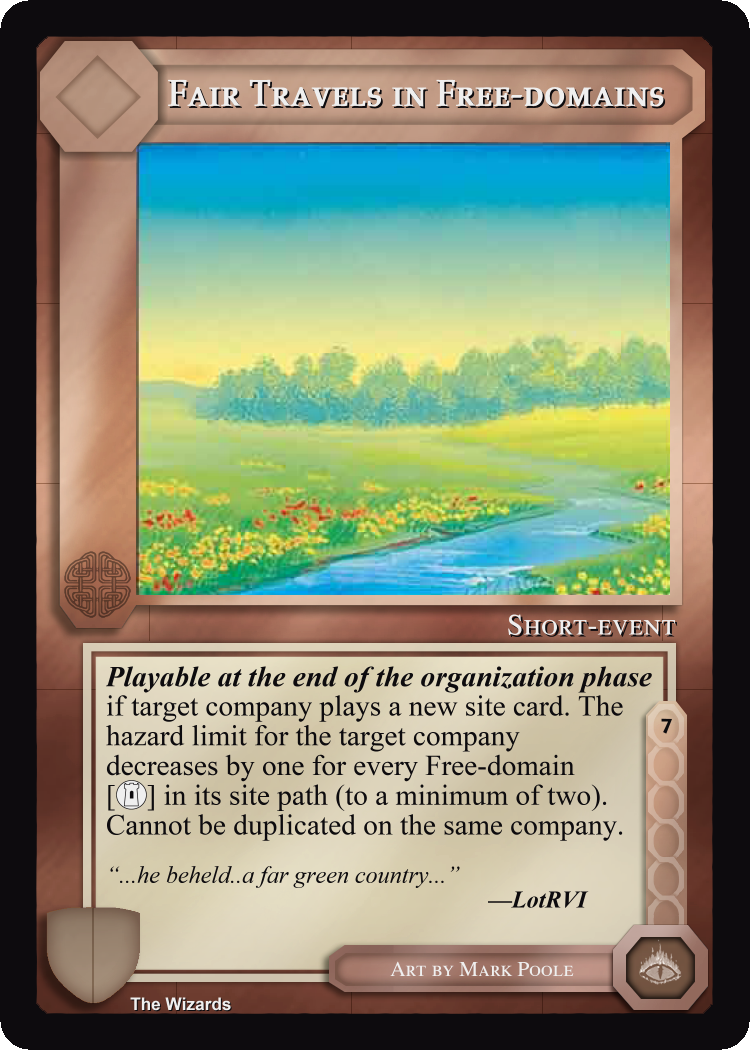 Fair Travels in Free-domains
Short-event
Playable at the end of the organization phase
if target company plays a new site card. The
hazard limit for the target company
decreases by one for every Free-domain
[] in its site path (to a minimum of two).
Cannot be duplicated on the same company.
7
“...he beheld..a far green country...”
—LotRVI
Art by Mark Poole
The Wizards